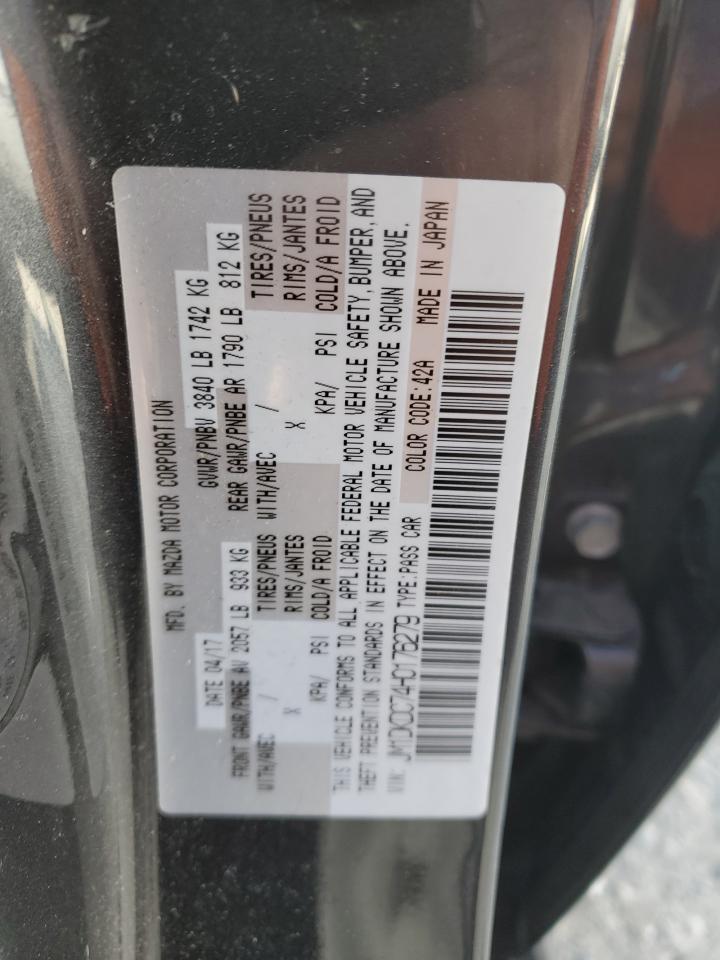 MFD. BY MAZDA MOTOR CORPORATION
DATE 04/17 GVWR/PNBV 3840 LB 1742 KG
FRONT GAWR/PNBE AV 2057 LB 933 KG REAR GAWR/PNBE AR 1790 LB 812 KG
WITH/AVEC / TIRES/PNEUS WITH/AVEC / TIRES/PNEUS
X RIMS/JANTES X RIMS/JANTES
KPA/ PSI COLD/A FROID KPA/ PSI COLD/A FROID
THIS VEHICLE CONFORMS TO ALL APPLICABLE FEDERAL MOTOR VEHICLE SAFETY, BUMPER, AND
THEFT PREVENTION STANDARDS IN EFFECT ON THE DATE OF MANUFACTURE SHOWN ABOVE.
VIN: JM1DKDC74H0176279 TYPE:PASS CAR COLOR CODE:42A MADE IN JAPAN